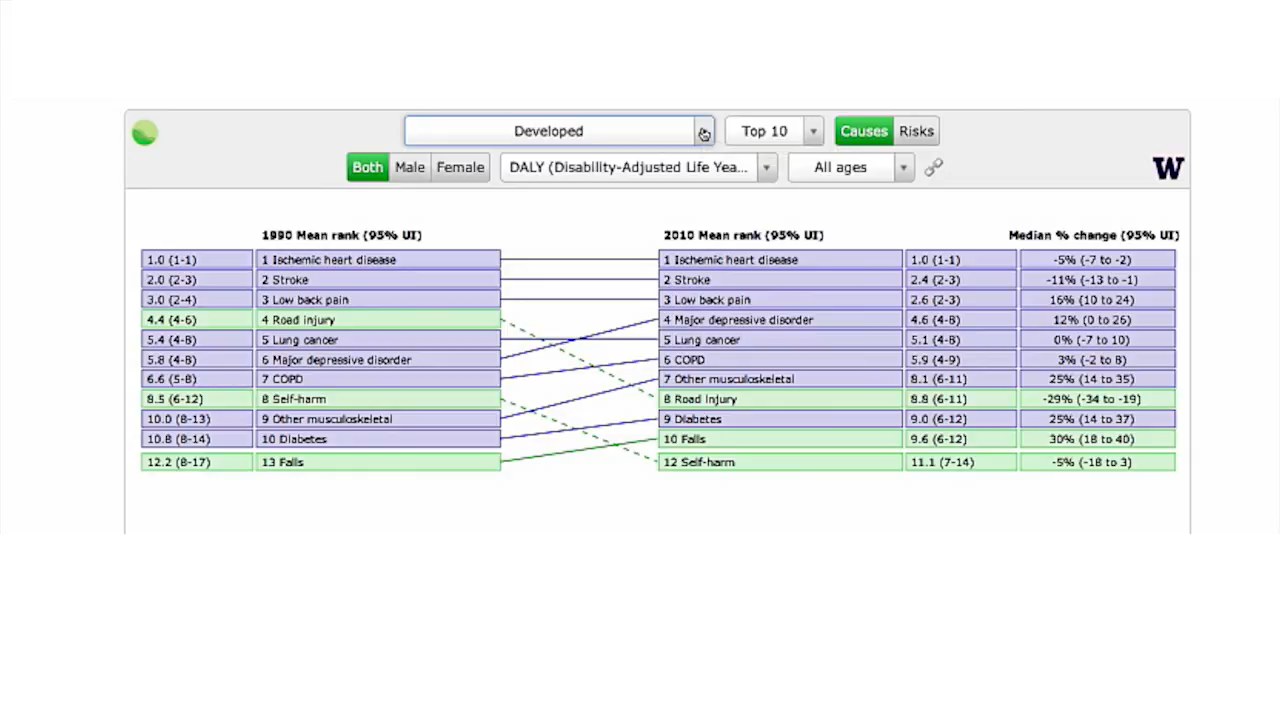 Developed Top 10 Causes Risks
Both Male Female DALY (Disability-Adjusted Life Yea... All ages W
1990 Mean rank (95% UI) 2010 Mean rank (95% UI) Median % change (95% UI)
1.0 (1-1) 1 Ischemic heart disease 1 Ischemic heart disease 1.0 (1-1) -5% (-7 to -2)
2.0 (2-3) 2 Stroke 2 Stroke 2.4 (2-3) -11% (-13 to -1)
3.0 (2-4) 3 Low back pain 3 Low back pain 2.6 (2-3) 16% (10 to 24)
4.4 (4-6) 4 Road injury 4 Major depressive disorder 4.6 (4-8) 12% (0 to 26)
5.4 (4-8) 5 Lung cancer 5 Lung cancer 5.1 (4-8) 0% (-7 to 10)
5.8 (4-8) 6 Major depressive disorder 6 COPD 5.9 (4-9) 3% (-2 to 8)
6.6 (5-8) 7 COPD 7 Other musculoskeletal 8.1 (6-11) 25% (14 to 35)
8.5 (6-12) 8 Self-harm 8 Road injury 8.8 (6-11) -29% (-34 to -19)
10.0 (8-13) 9 Other musculoskeletal 9 Diabetes 9.0 (6-12) 25% (14 to 37)
10.8 (8-14) 10 Diabetes 10 Falls 9.6 (6-12) 30% (18 to 40)
12.2 (8-17) 13 Falls 12 Self-harm 11.1 (7-14) -5% (-18 to 3)